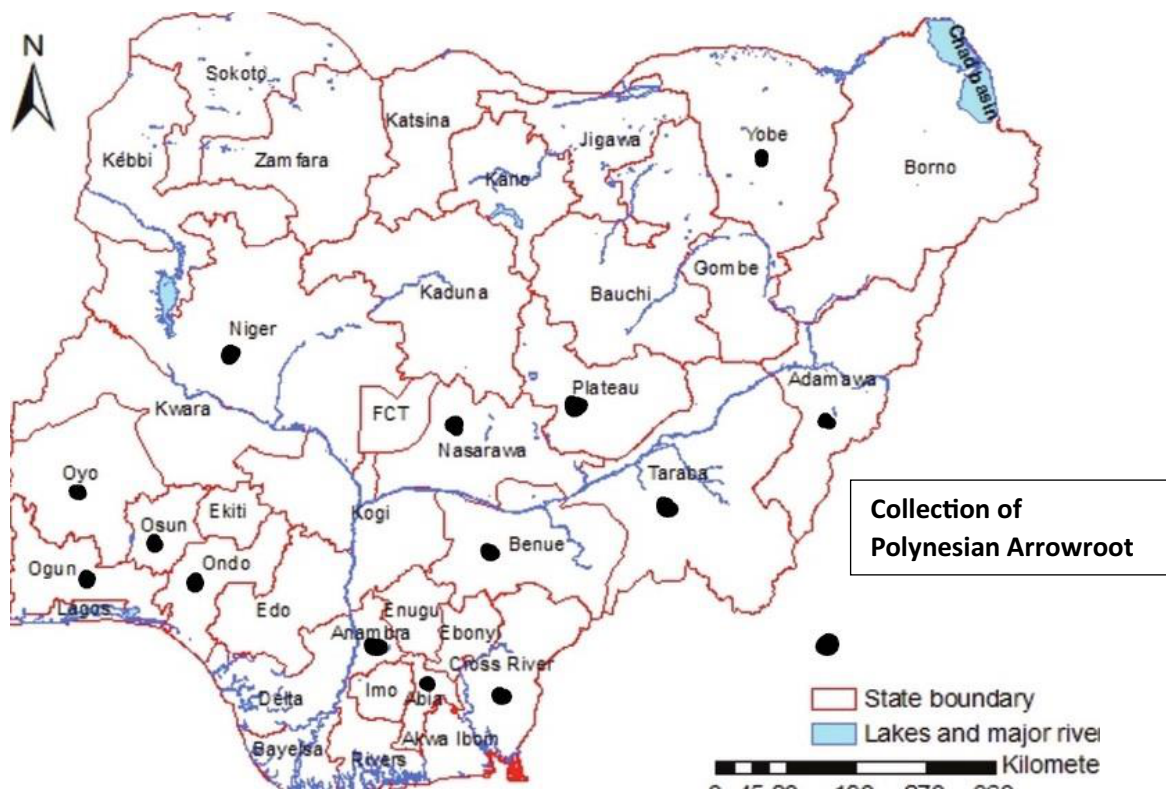 N
Sokoto
Katsina
Kébbi
Zamfara
Kano
Jigawa
Yobe
Borno
Chad basin
Gombe
Bauchi
Kaduna
Niger
Plateau
Adamawa
FCT
Kwara
Nasarawa
Taraba
Oyo
Osun
Ekiti
Kogi
Benue
Ogun
Ondo
Lagos
Edo
Enugu
Anambra
Ebonyi
Cross River
Imo
Abia
Delta
Akwa Ibom
Bayelsa
Rivers
Collection of
Polynesian Arrowroot
State boundary
Lakes and major rive
Kilomete